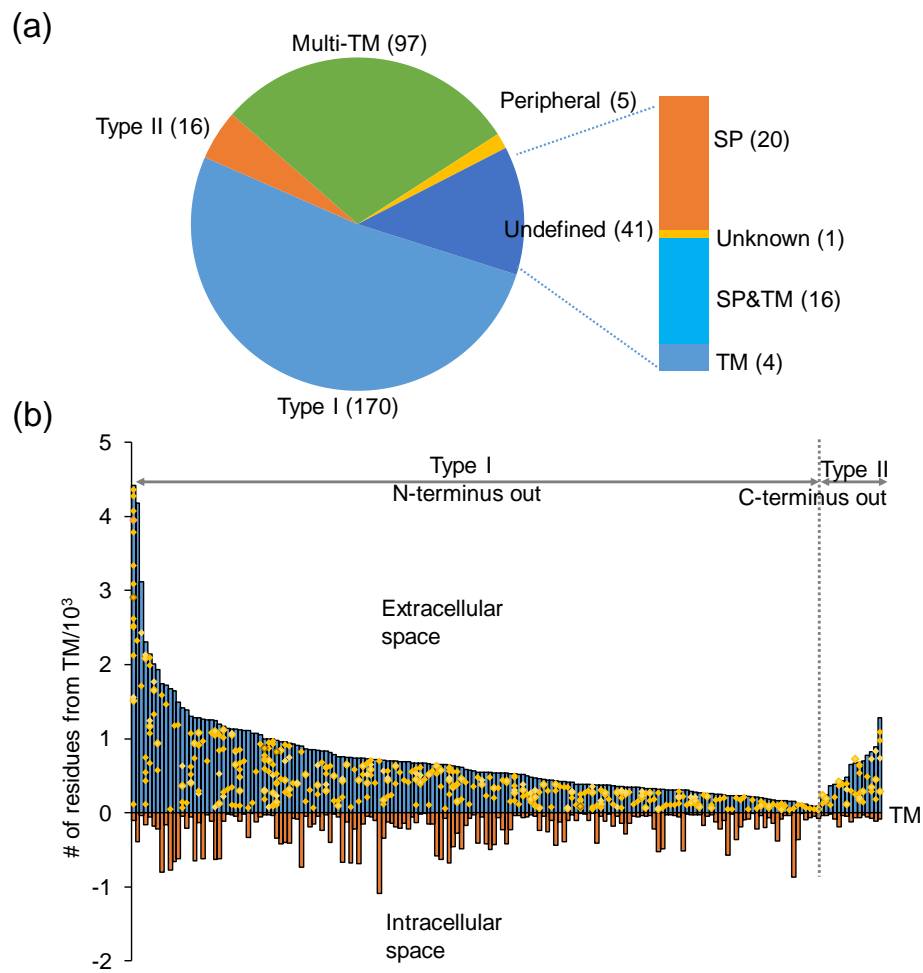 (a)
Multi-TM (97)
Peripheral (5)
Type II (16)
SP (20)
Undefined (41)
Unknown (1)
SP&TM (16)
TM (4)
Type I (170)
(b)
5
Type I
Type II
N-terminus out
C-terminus out
4
3
Extracellular
space
2
1
0
TM
-1
Intracellular
space
-2
# of residues from TM/10³